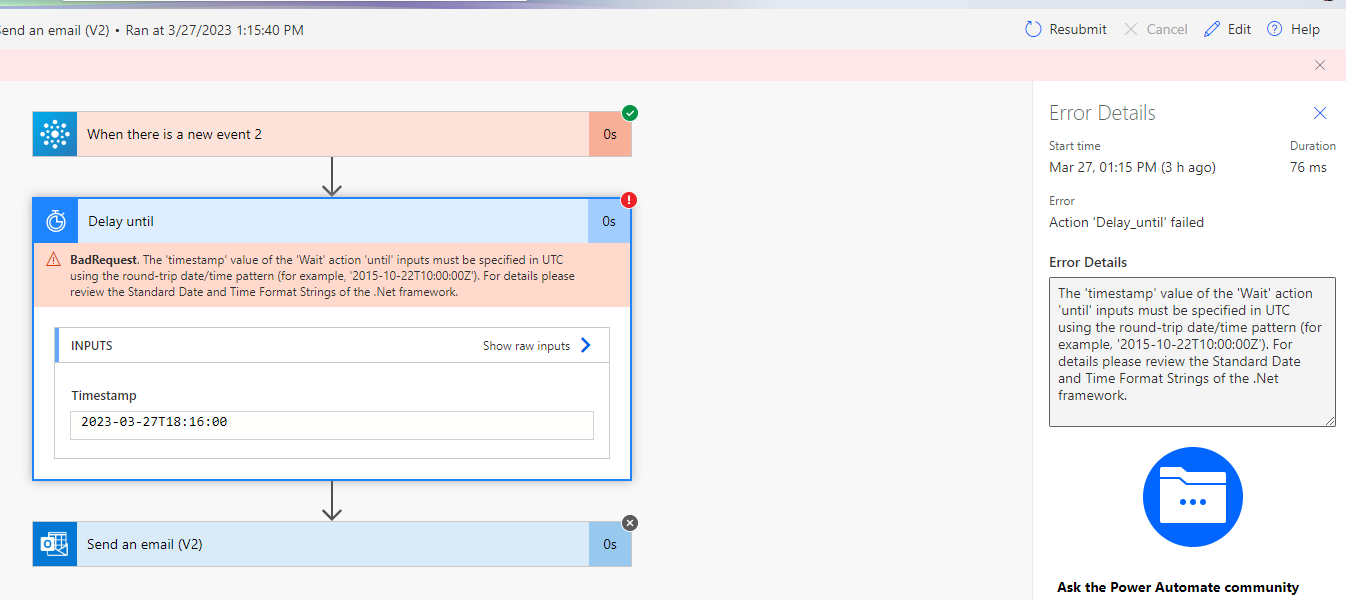 Send an email (V2) • Ran at 3/27/2023 1:15:40 PM
Resubmit
Cancel
Edit
? Help
When there is a new event 2
0s
Delay until
0s
!
BadRequest. The 'timestamp' value of the 'Wait' action 'until' inputs must be specified in UTC
using the round-trip date/time pattern (for example, '2015-10-22T10:00:00Z'). For details please
review the Standard Date and Time Format Strings of the .Net framework.
INPUTS
Show raw inputs
Timestamp
2023-03-27T18:16:00
Send an email (V2)
0s
Error Details
Start time
Duration
Mar 27, 01:15 PM (3 h ago)
76 ms
Error
Action 'Delay_until' failed
Error Details
The 'timestamp' value of the 'Wait' action
'until' inputs must be specified in UTC
using the round-trip date/time pattern (for
example, '2015-10-22T10:00:00Z'). For
details please review the Standard Date
and Time Format Strings of the .Net
framework.
Ask the Power Automate community